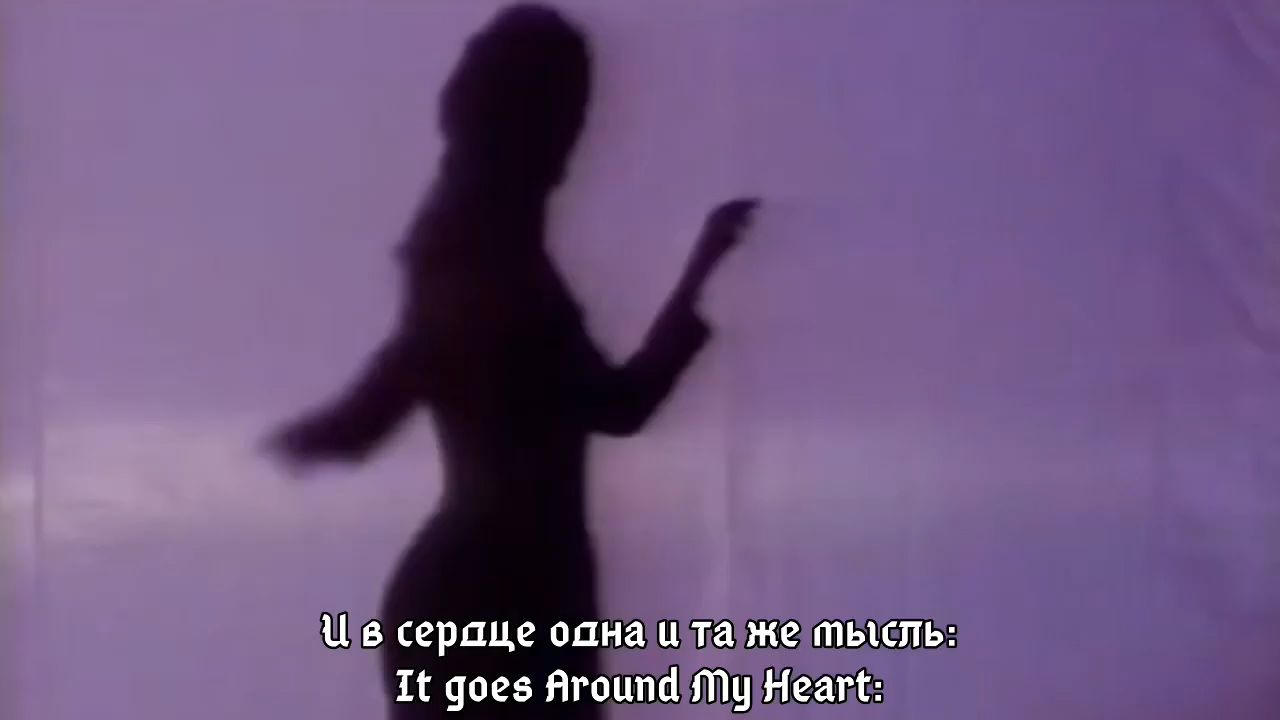 И в сердце одна и та же мысль:
It goes Around My Heart: